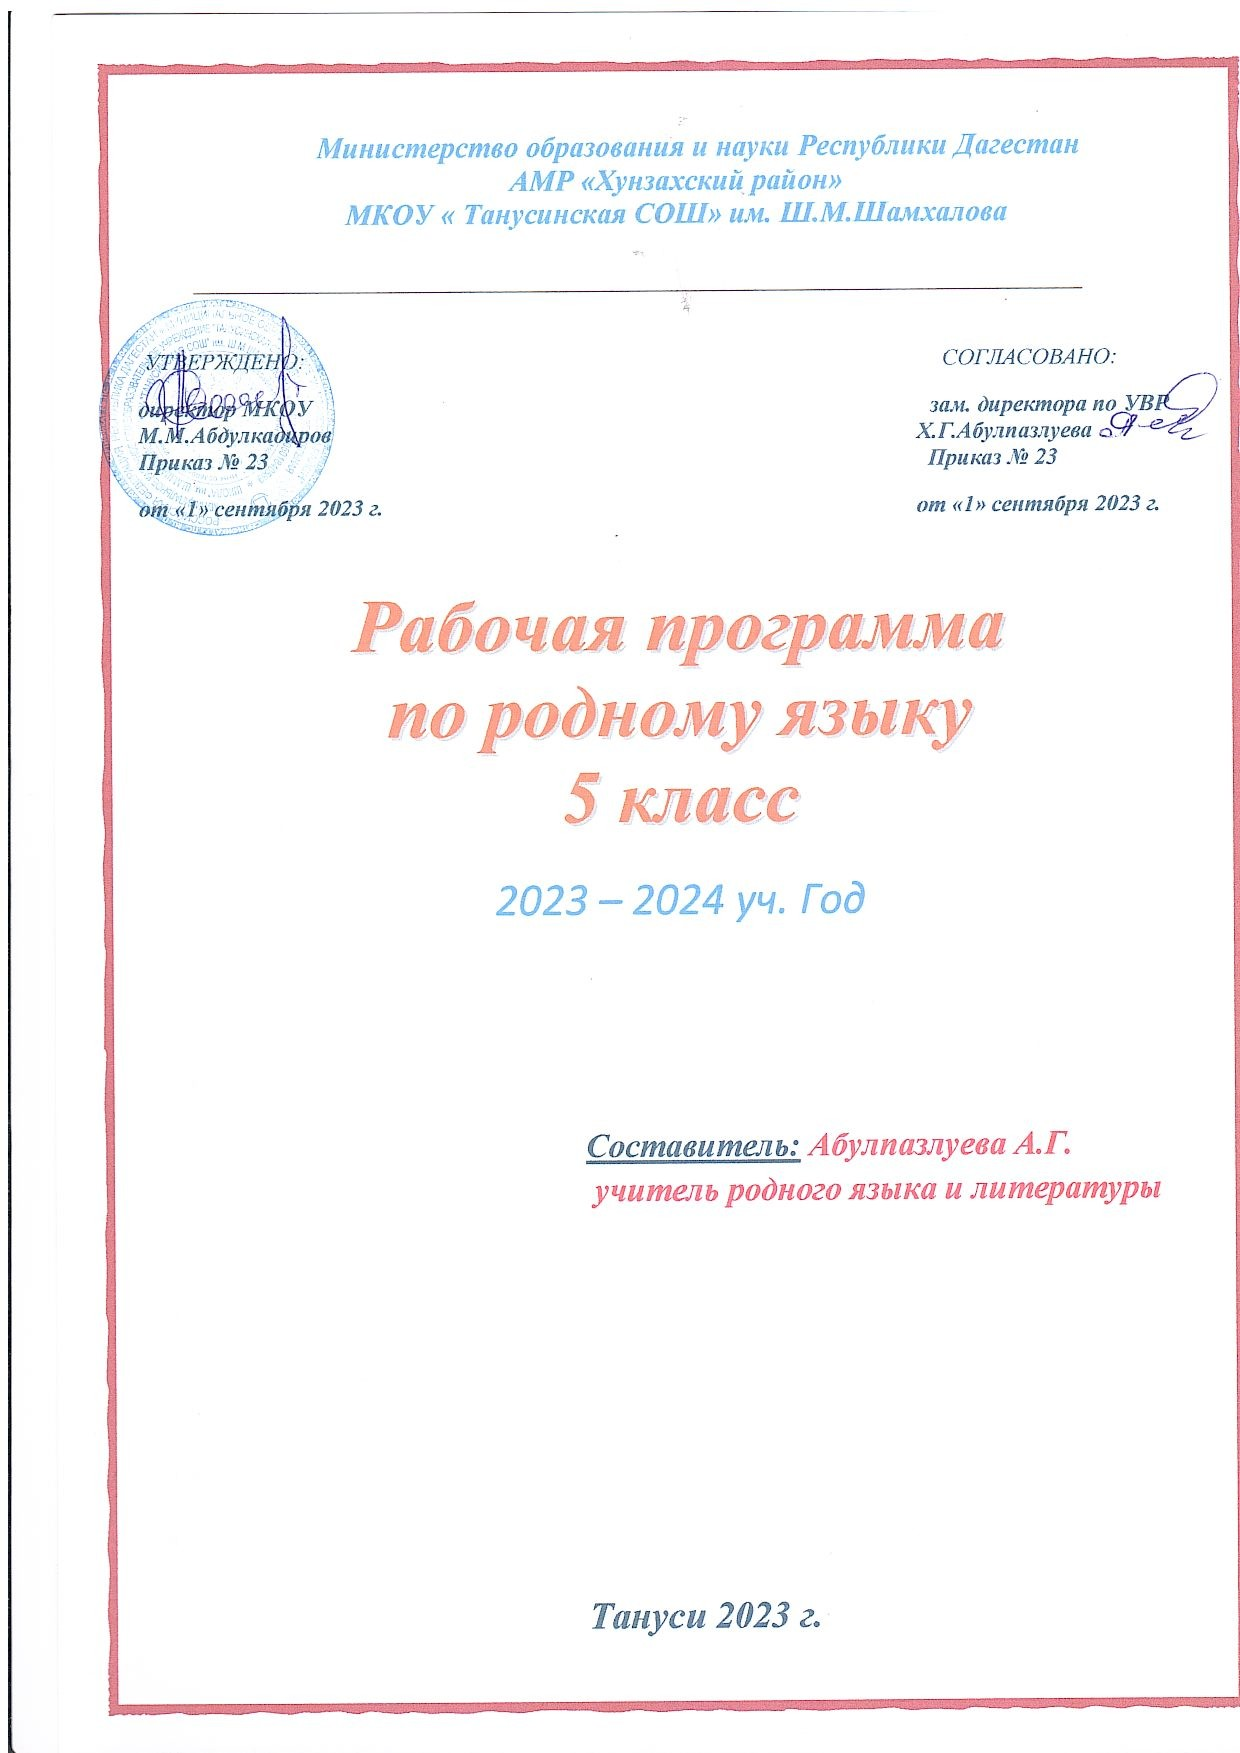 Министерство образования и науки Республики Дагестан
АМР «Хунзахский район»
МКОУ « Танусинская СОШ» им. Ш.М.Шамхалова
УТВЕРЖДЕНО:
директор МКОУ
М.М.Абдулкадиров
Приказ № 23
от «1» сентября 2023 г.
СОГЛАСОВАНО:
зам. директора по УВР
Х.Г.Абулпазлуева
Приказ № 23
от «1» сентября 2023 г.
Рабочая программа
по родному языку
5 класс
2023 – 2024 уч. Год
Составитель: Абулпазлуева А.Г.
учитель родного языка и литературы
Тануси 2023 г.